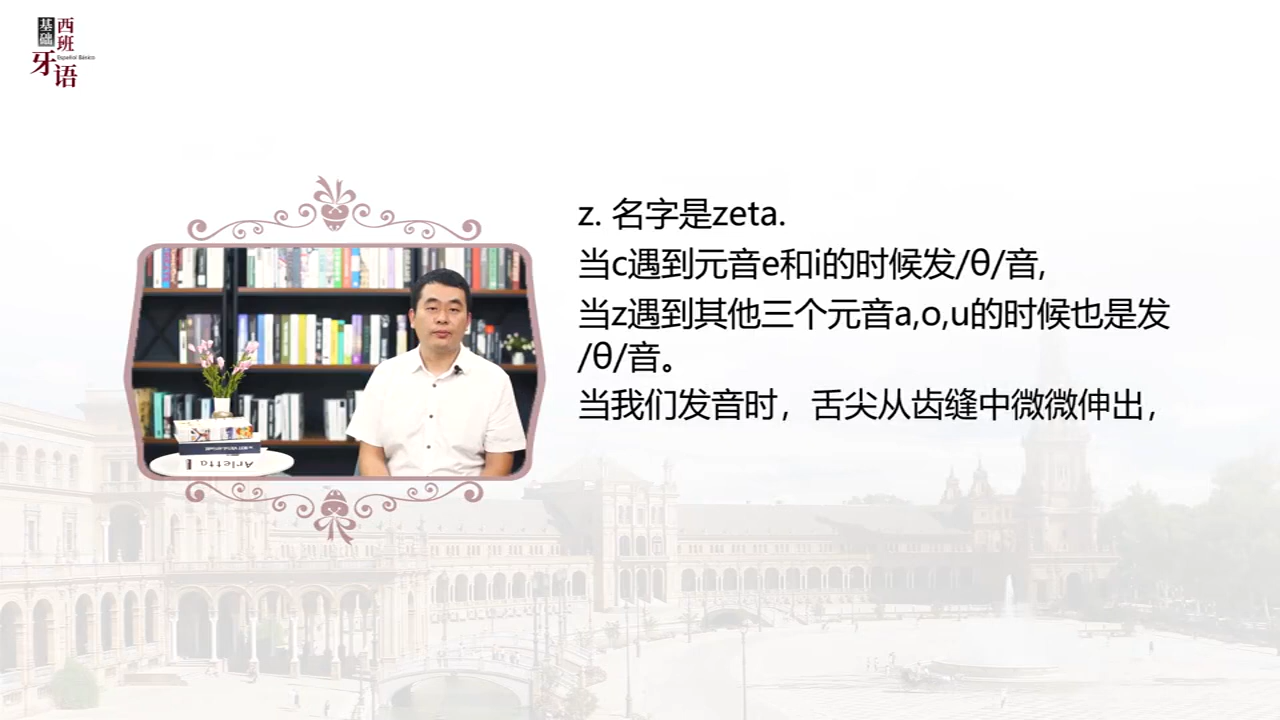 基础
西班
牙语
Español Básico
z. 名字是zeta.
当c遇到元音e和i的时候发/θ/音,
当z遇到其他三个元音a,o,u的时候也是发
/θ/音。
当我们发音时，舌尖从齿缝中微微伸出，
Arletta